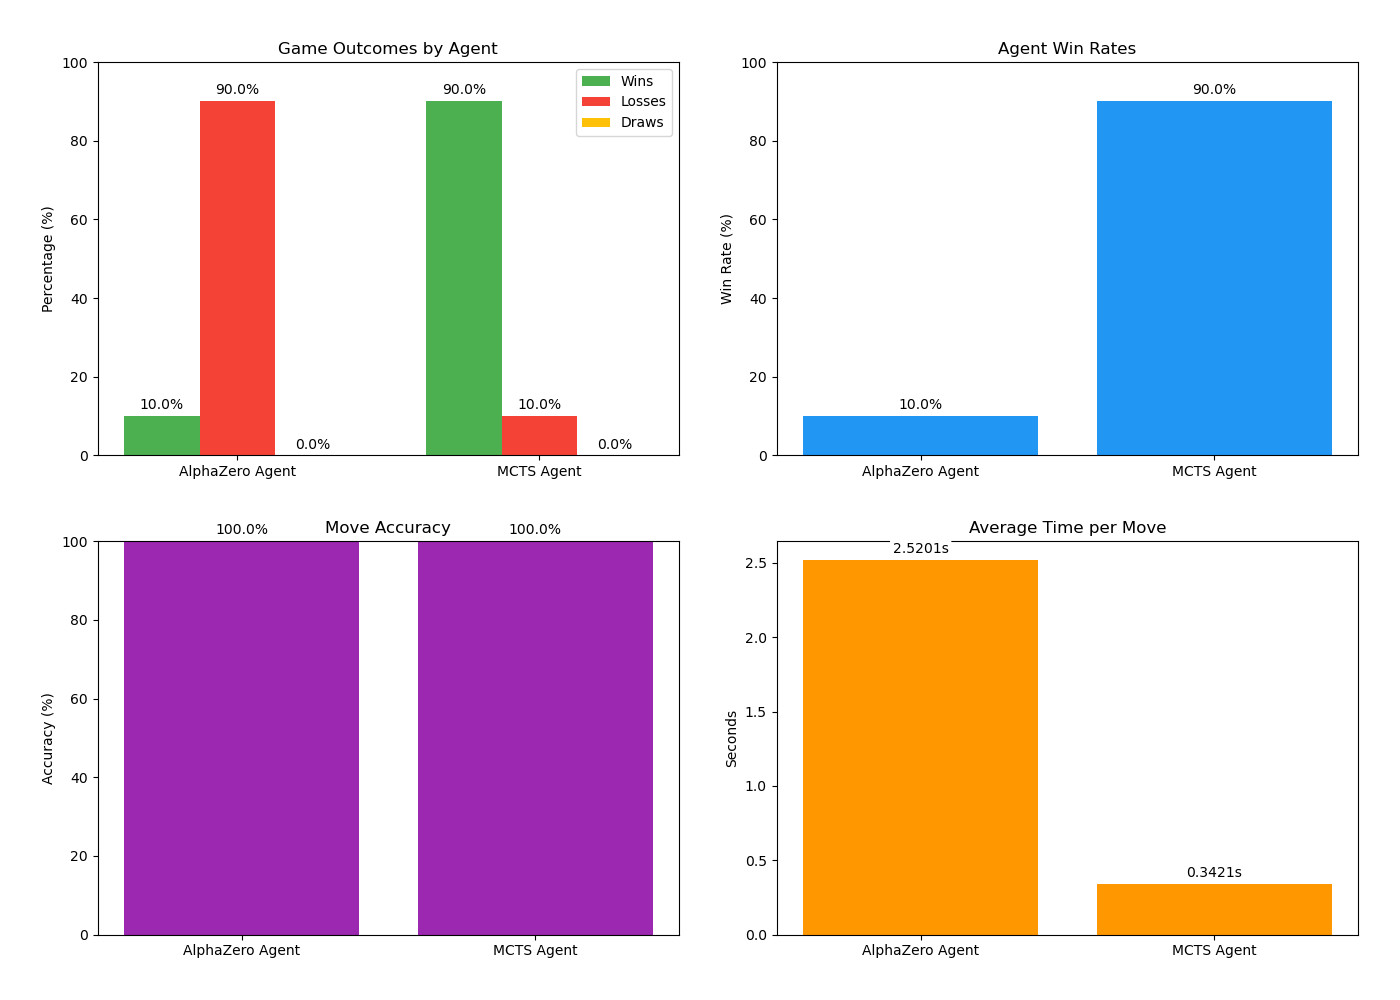 Game Outcomes by Agent
100
80
60
40
20
0
Percentage (%)
10.0%
90.0%
0.0%
90.0%
10.0%
0.0%
Wins
Losses
Draws
AlphaZero Agent
MCTS Agent
Agent Win Rates
100
80
60
40
20
0
Win Rate (%)
10.0%
90.0%
AlphaZero Agent
MCTS Agent
Move Accuracy
100
80
60
40
20
0
Accuracy (%)
100.0%
100.0%
AlphaZero Agent
MCTS Agent
Average Time per Move
2.5
2.0
1.5
1.0
0.5
0.0
Seconds
2.5201s
0.3421s
AlphaZero Agent
MCTS Agent